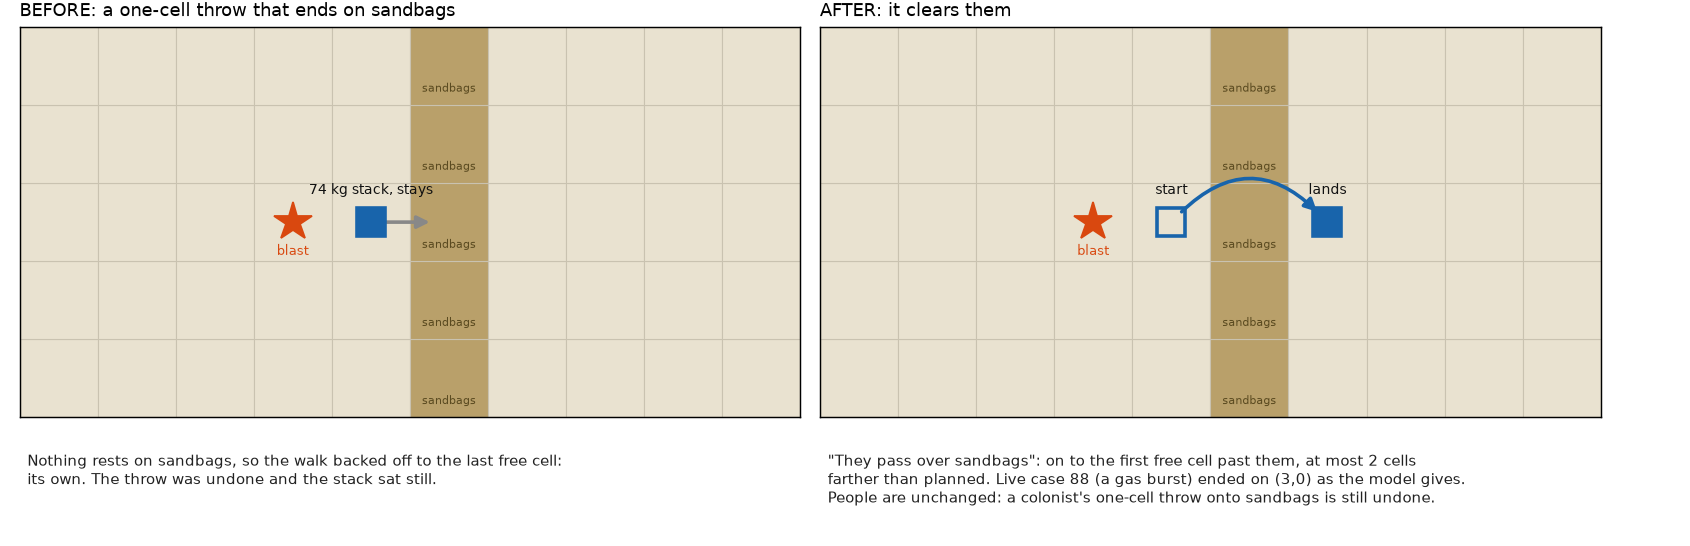 BEFORE: a one-cell throw that ends on sandbags
sandbags
sandbags
74 kg stack, stays
sandbags
blast
sandbags
sandbags
Nothing rests on sandbags, so the walk backed off to the last free cell:
its own. The throw was undone and the stack sat still.
AFTER: it clears them
sandbags
sandbags
start
lands
sandbags
blast
sandbags
sandbags
"They pass over sandbags": on to the first free cell past them, at most 2 cells
farther than planned. Live case 88 (a gas burst) ended on (3,0) as the model gives.
People are unchanged: a colonist's one-cell throw onto sandbags is still undone.